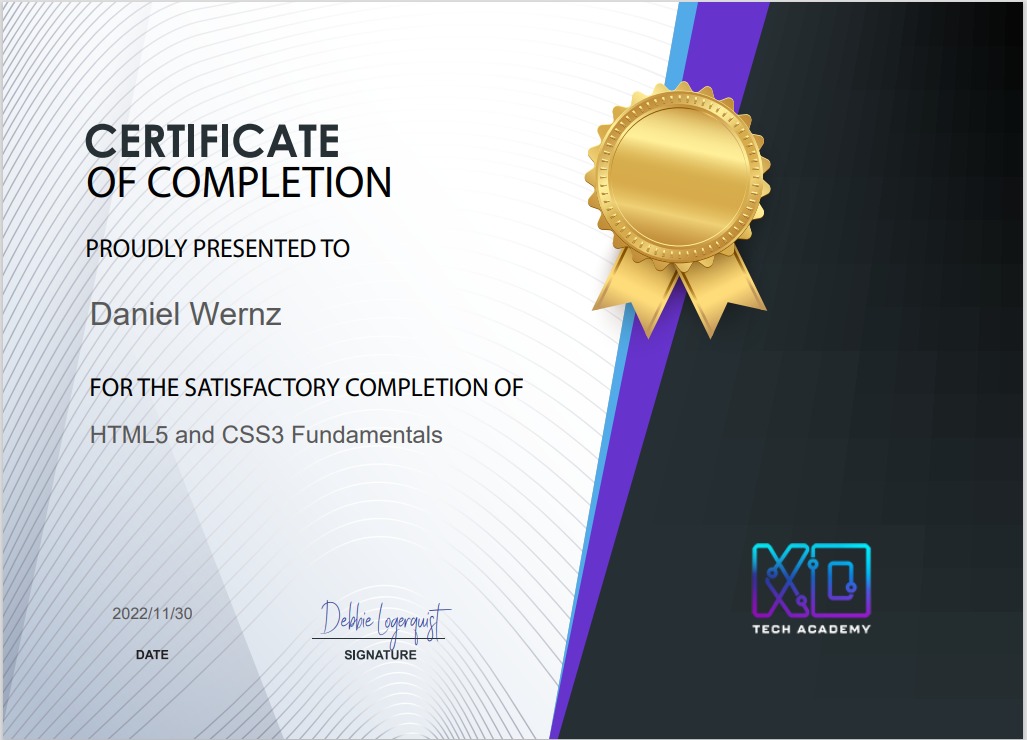 CERTIFICATE
OF COMPLETION
PROUDLY PRESENTED TO
Daniel Wernz
FOR THE SATISFACTORY COMPLETION OF
HTML5 and CSS3 Fundamentals
2022/11/30
DATE
Debbie Logerquist
SIGNATURE
XO
TECH ACADEMY